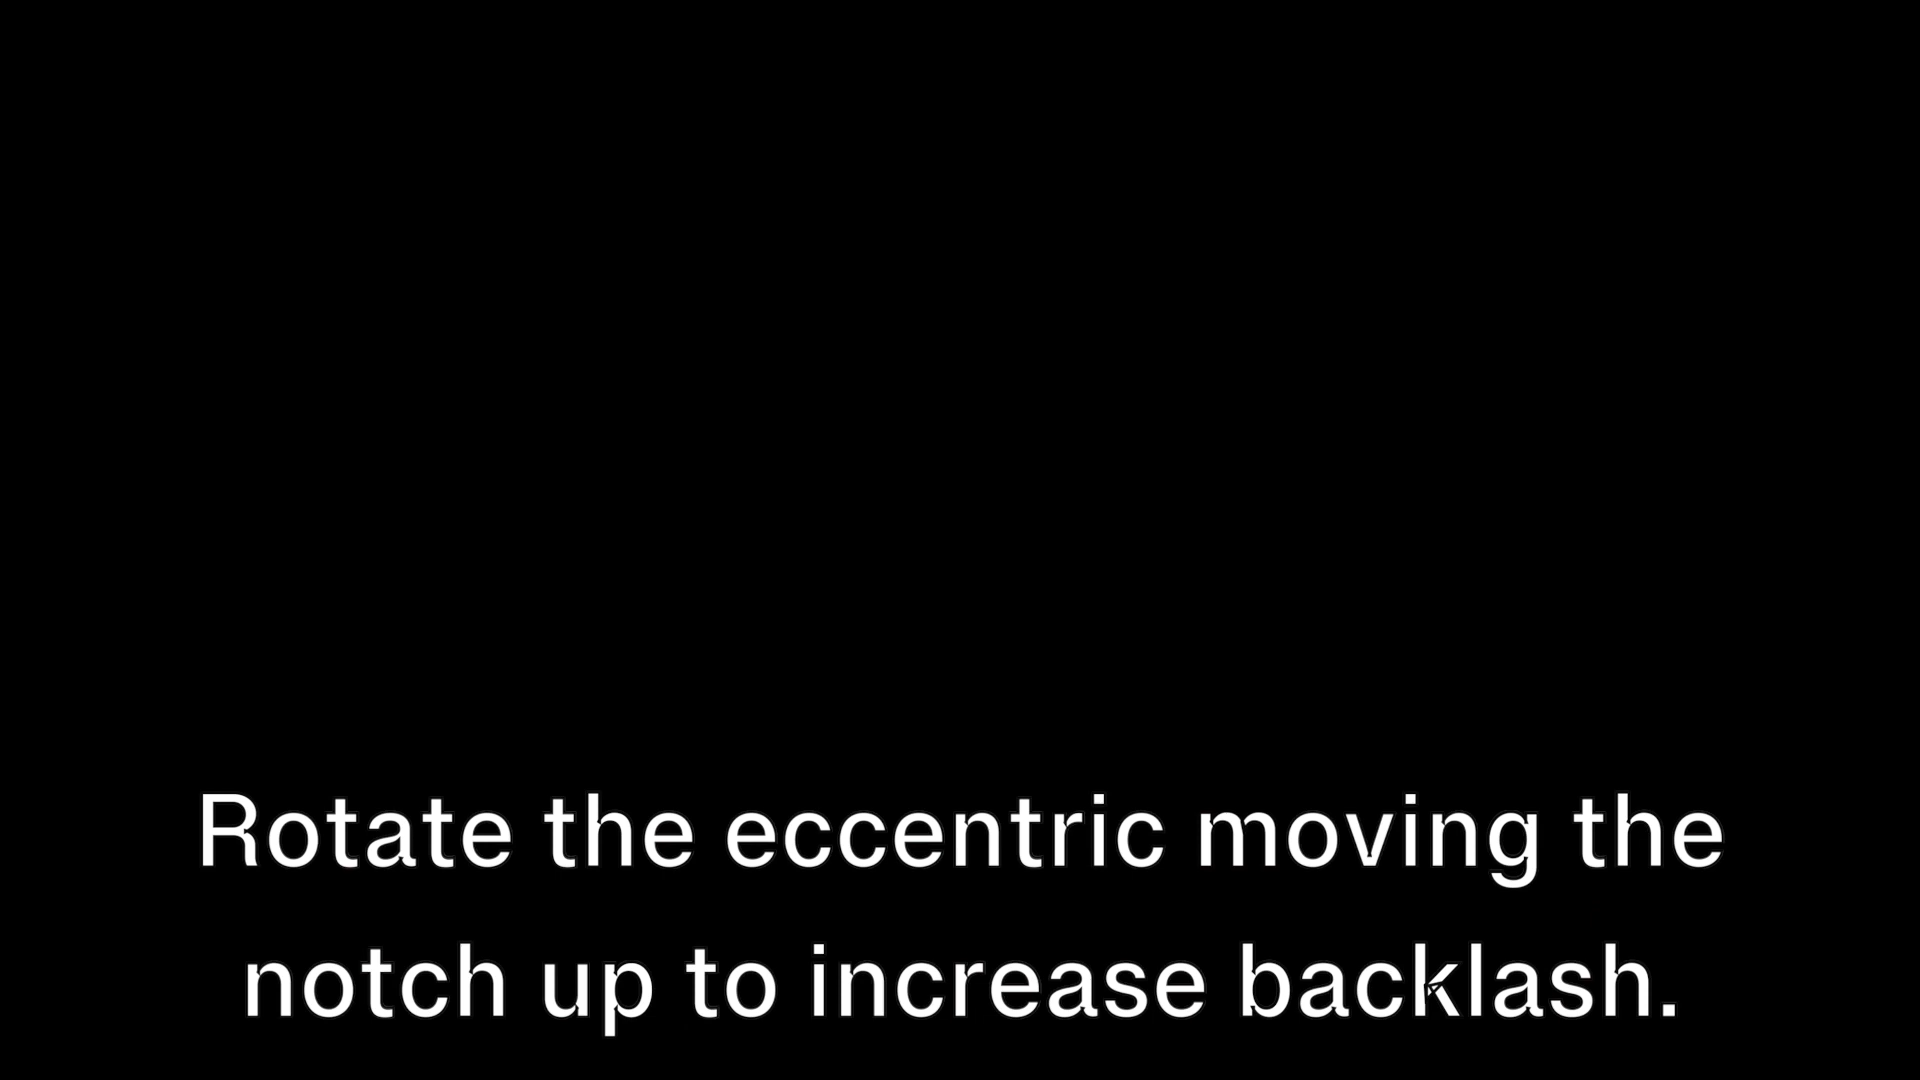 Rotate the eccentric moving the
notch up to increase backlash.